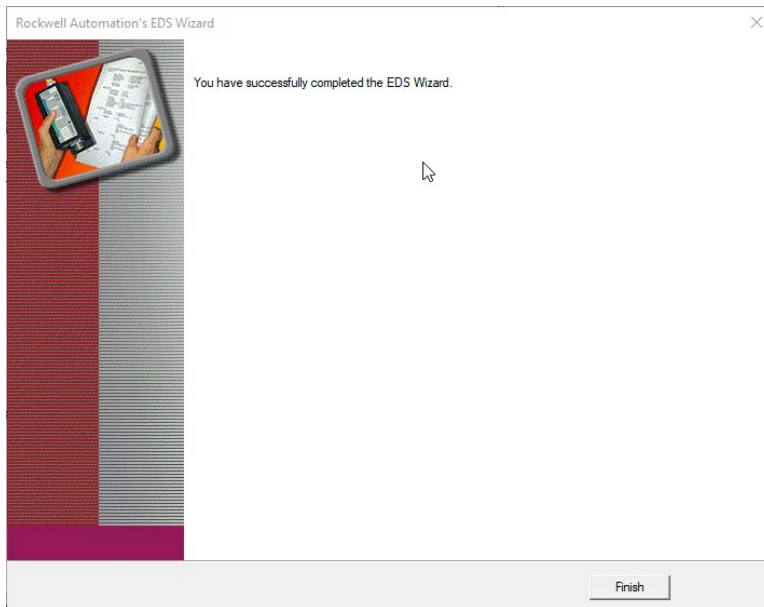 Rockwell Automation's EDS Wizard
You have successfully completed the EDS Wizard.
Finish